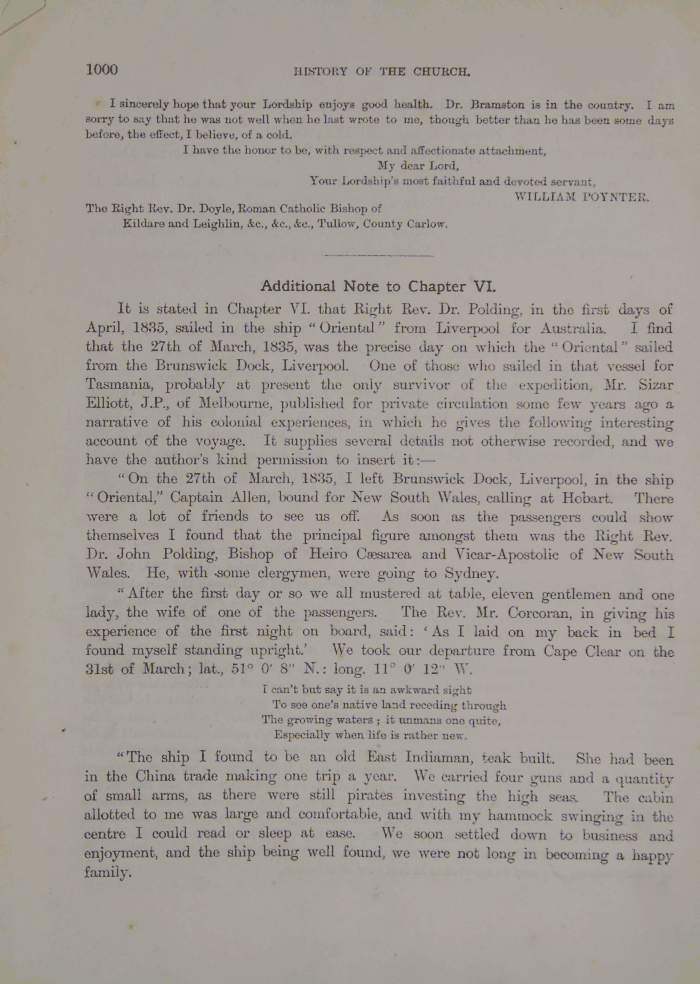 1000 HISTORY OF THE CHURCH.
I sincerely hope that your Lordship enjoys good health. Dr. Bramston is in the country. I am
sorry to say that he was not well when he last wrote to me, though better than he has been some days
before, the effect, I believe, of a cold.
I have the honor to be, with respect and affectionate attachment,
My dear Lord,
Your Lordship's most faithful and devoted servant,
WILLIAM POYNTER.
The Right Rev. Dr. Doyle, Roman Catholic Bishop of
Kildare and Leighlin, &c., &c., &c., Tullow, County Carlow.
Additional Note to Chapter VI.
It is stated in Chapter VI. that Right Rev. Dr. Polding, in the first days of
April, 1835, sailed in the ship "Oriental" from Liverpool for Australia. I find
that the 27th of March, 1835, was the precise day on which the "Oriental" sailed
from the Brunswick Dock, Liverpool. One of those who sailed in that vessel for
Tasmania, probably at present the only survivor of the expedition, Mr. Sizar
Elliott, J.P., of Melbourne, published for private circulation some few years ago a
narrative of his colonial experiences, in which he gives the following interesting
account of the voyage. It supplies several details not otherwise recorded, and we
have the author's kind permission to insert it:—
"On the 27th of March, 1835, I left Brunswick Dock, Liverpool, in the ship
"Oriental," Captain Allen, bound for New South Wales, calling at Hobart. There
were a lot of friends to see us off. As soon as the passengers could show
themselves I found that the principal figure amongst them was the Right Rev.
Dr. John Polding, Bishop of Heiro Cæsarea and Vicar-Apostolic of New South
Wales. He, with some clergymen, were going to Sydney.
"After the first day or so we all mustered at table, eleven gentlemen and one
lady, the wife of one of the passengers. The Rev. Mr. Corcoran, in giving his
experience of the first night on board, said: 'As I laid on my back in bed I
found myself standing upright.' We took our departure from Cape Clear on the
31st of March; lat., 51° 0' 8" N.: long. 11° 0' 12" W.
I can't but say it is an awkward sight
To see one's native land receding through
The growing waters; it unmans one quite,
Especially when life is rather new.
"The ship I found to be an old East Indiaman, teak built. She had been
in the China trade making one trip a year. We carried four guns and a quantity
of small arms, as there were still pirates investing the high seas. The cabin
allotted to me was large and comfortable, and with my hammock swinging in the
centre I could read or sleep at ease. We soon settled down to business and
enjoyment, and the ship being well found, we were not long in becoming a happy
family.